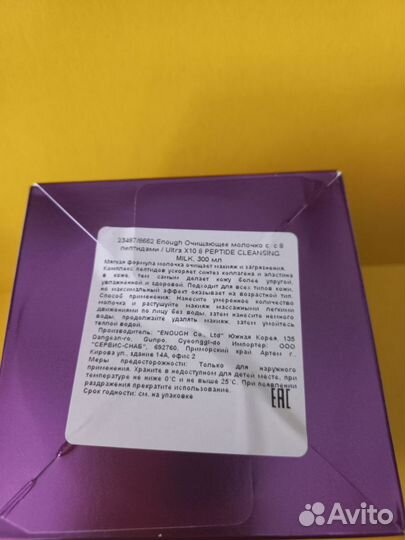 23487/8662 Enough Очищающее молочко с. с 8
пептидами / Ultra X10 8 PEPTIDE CLEANSING
MILK, 300 мл
Мягкая формула молочка очищает макияж и загрязнения.
Комплекс пептидов ускоряет синтез коллагена и эластина
в коже, тем самым делает кожу более упругой,
увлажненной и здоровой. Подходит для всех типов кожи,
но максимальный эффект оказывает на возрастной тип.
Способ применения: Нанесите умеренное количество
молочка и растушуйте макияж массажными легкими
движениями по лицу без воды, затем нанесите немного
воды, продолжайте удалять макияж, затем умойтесь
теплой водой.
Производитель: "ENOUGH Co., Ltd" Южная Корея, 135
Dangean-ro, Gunpo, Gyeonggi-do Импортер: ООО
"СЕРВИС-СНАБ", 692760, Приморский край Артем г.,
Кирова ул., здание 14А, офис 2
Меры предосторожности: Только для наружного
применения. Хранить в недоступном для детей месте, при
температуре не ниже 0°С и не выше 25°С. При появлении
раздражения прекратите использование.
Срок годности: см. на упаковке
EAC
Avito